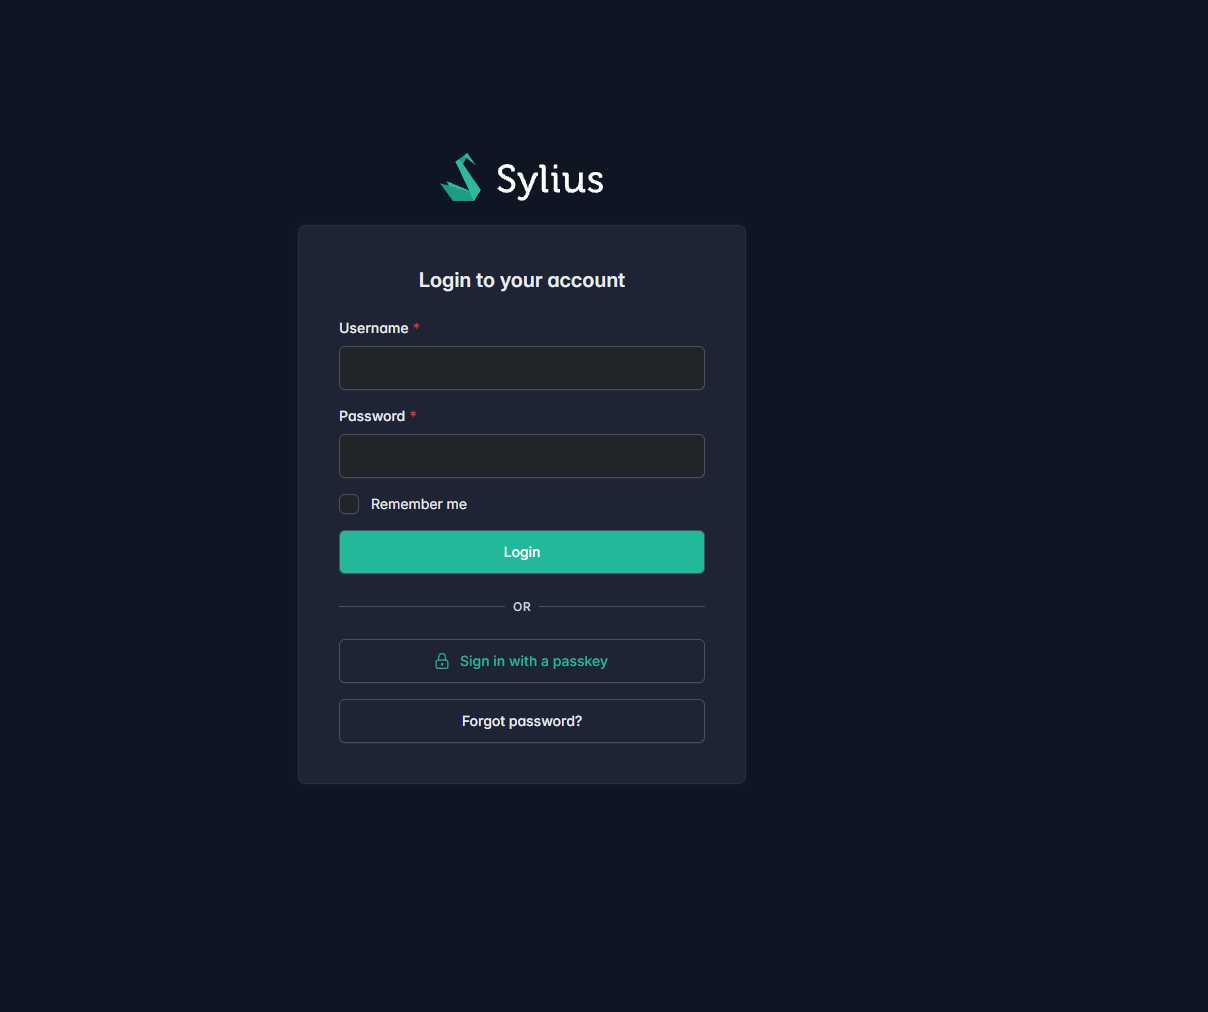 Sylius
Login to your account
Username *
Password *
Remember me
Login
OR
Sign in with a passkey
Forgot password?